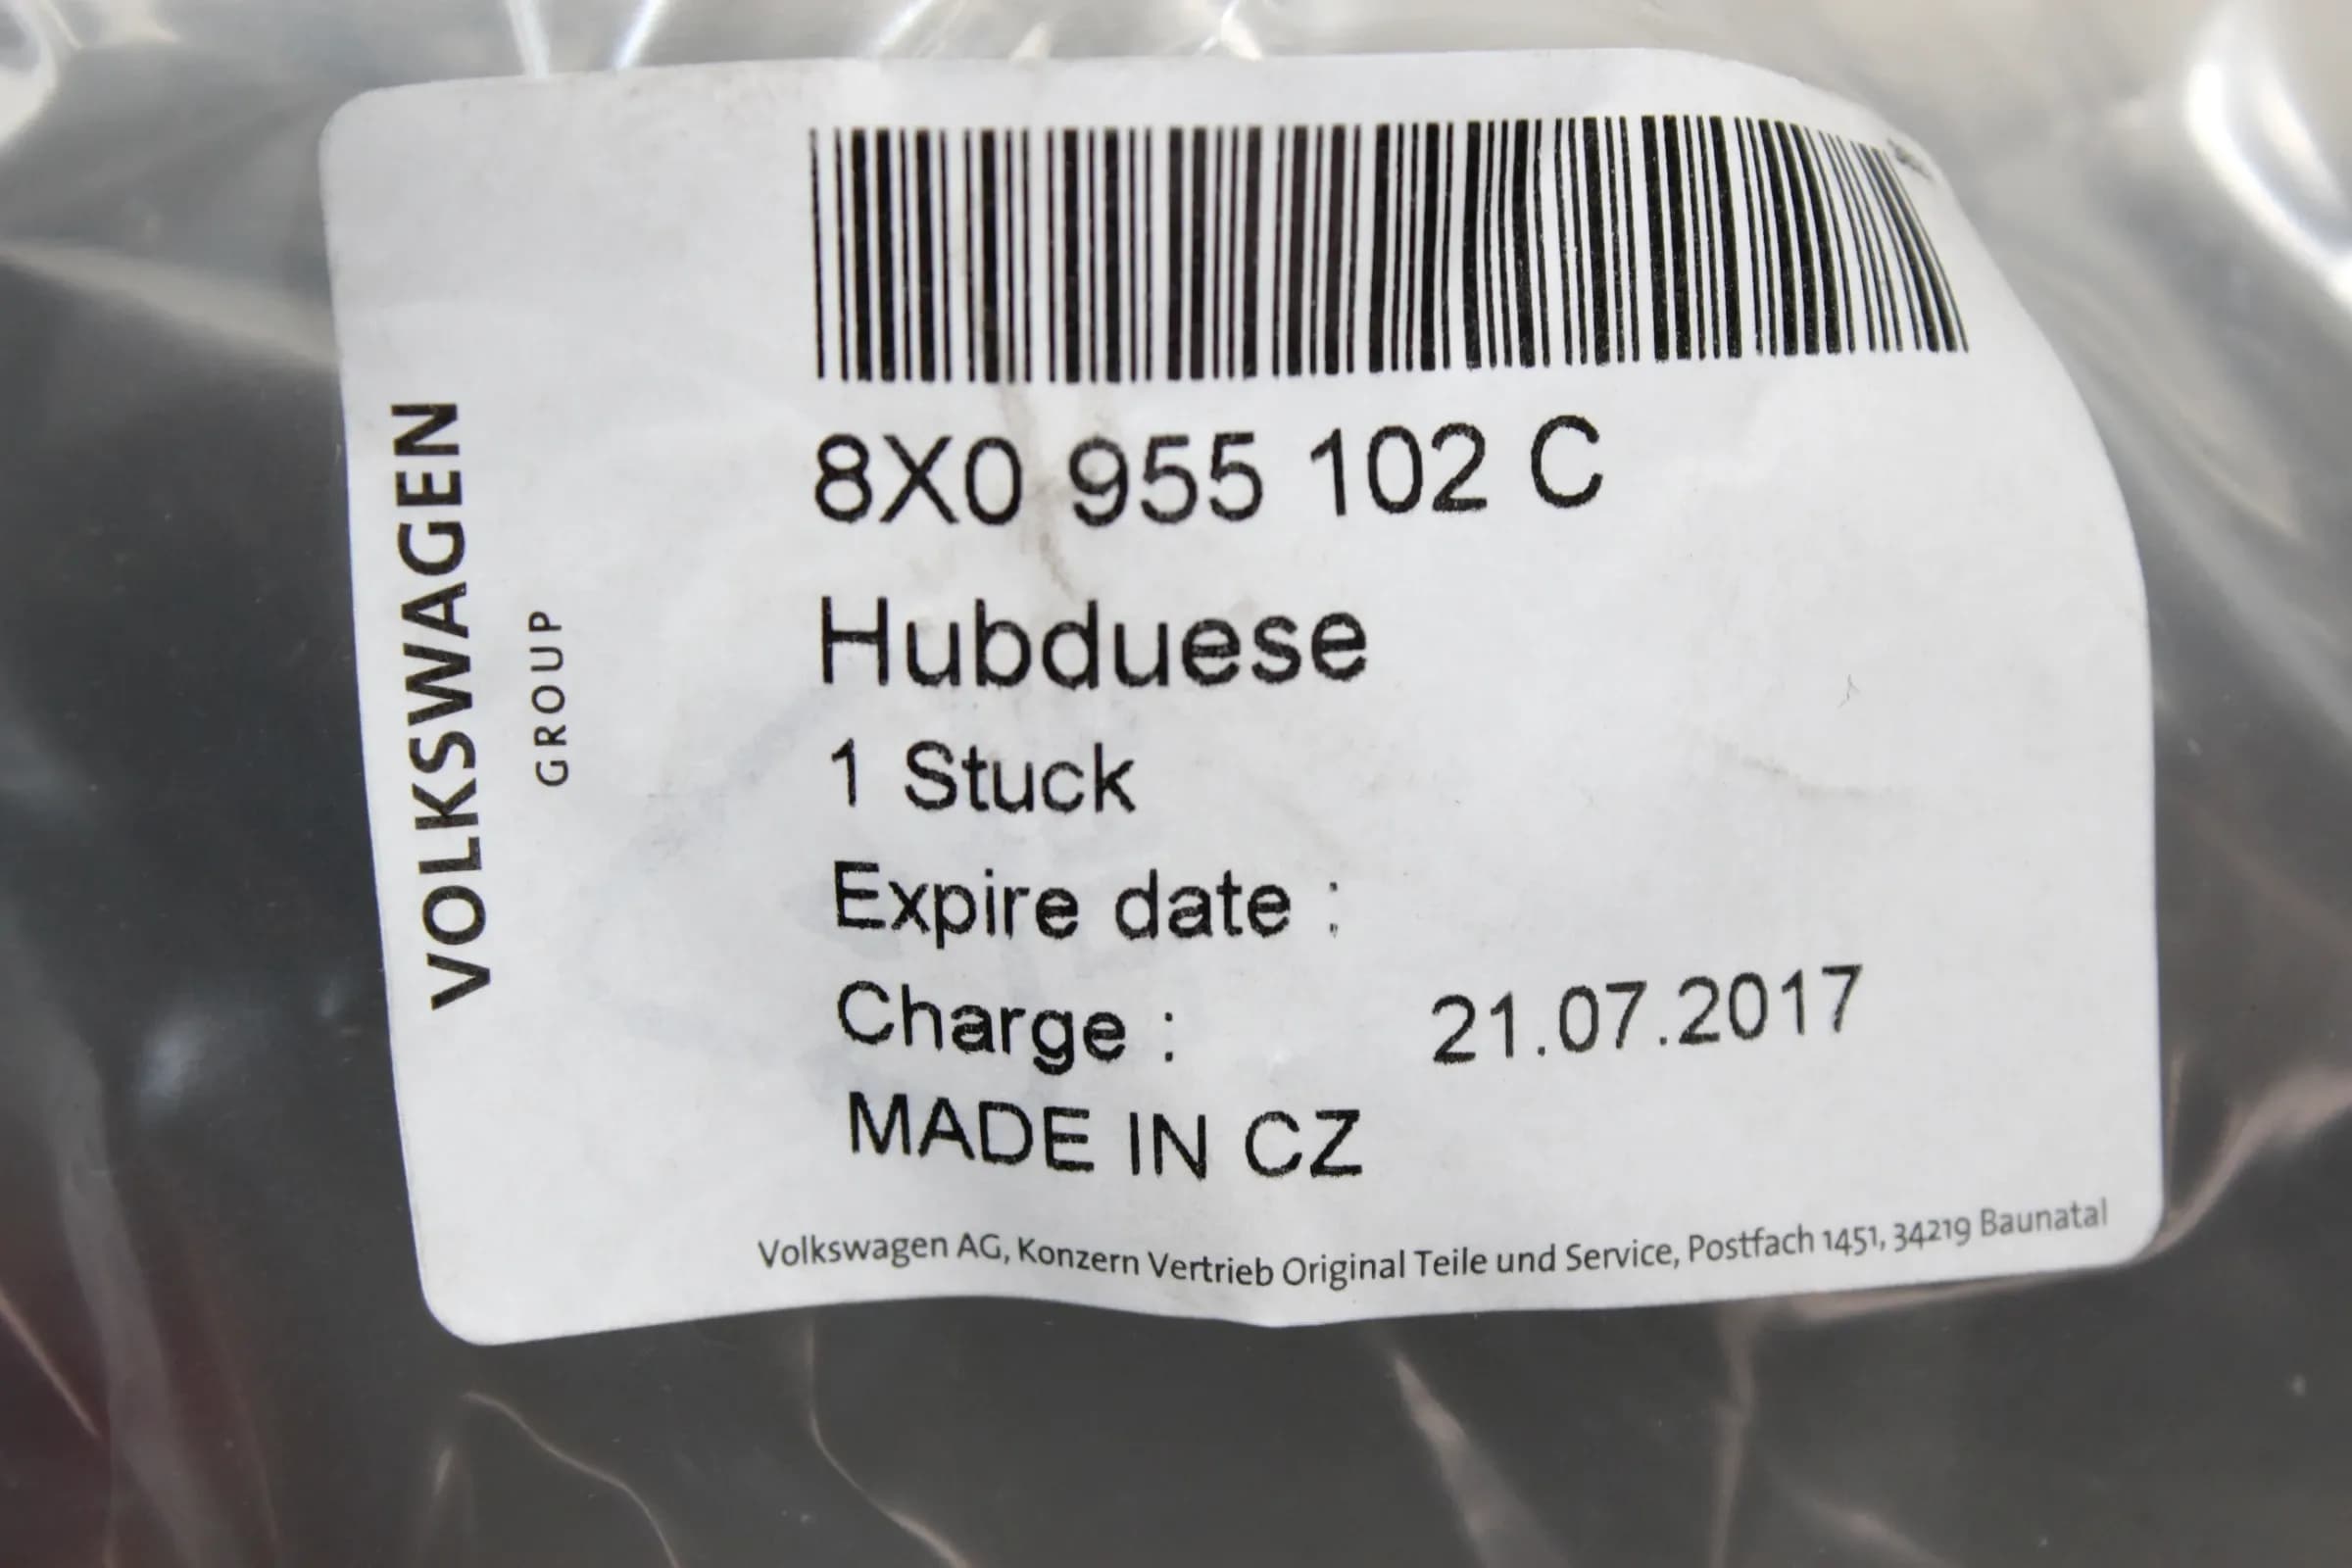 VOLKSWAGEN
GROUP
8X0 955 102 C
Hubduese
1 Stuck
Expire date :
Charge : 21.07.2017
MADE IN CZ
Volkswagen AG, Konzern Vertrieb Original Teile und Service, Postfach 1451, 34219 Baunatal